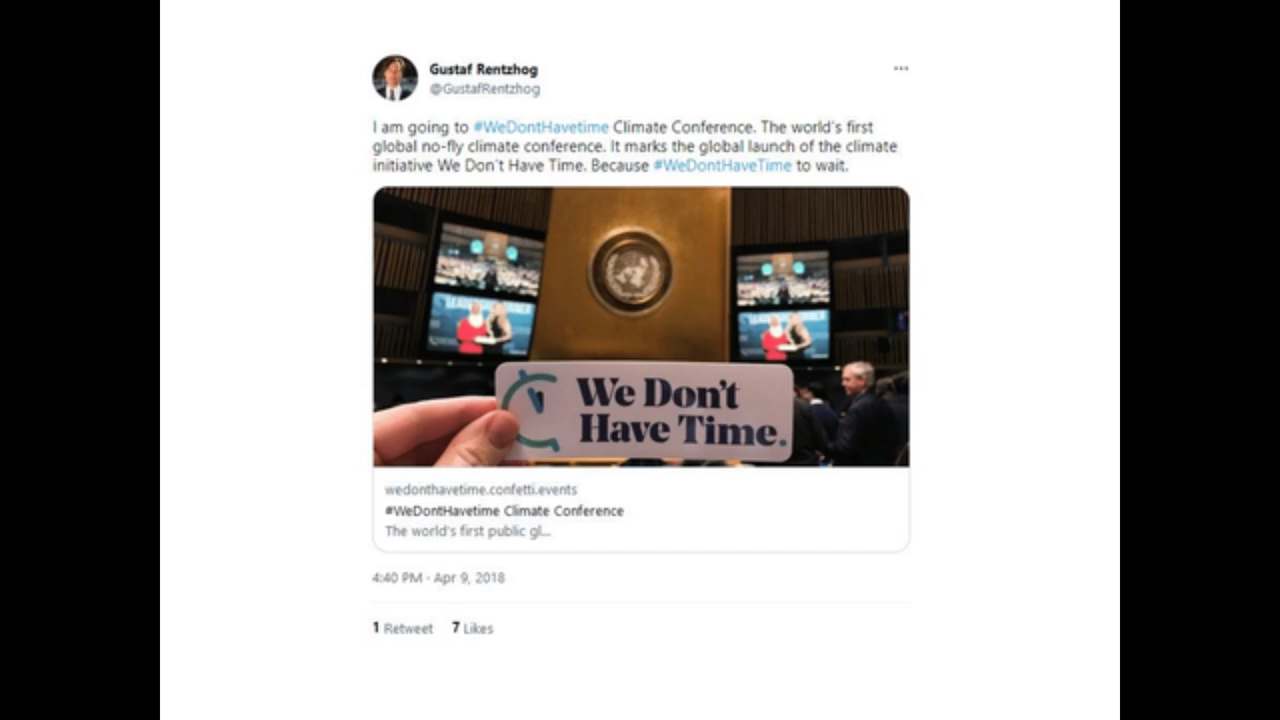 Gustaf Rentzhog
@GustafRentzhog
I am going to #WeDontHavetime Climate Conference. The world's first
global no-fly climate conference. It marks the global launch of the climate
initiative We Don't Have Time. Because #WeDontHaveTime to wait.
We Don't
Have Time.
wedonthavetime.confetti.events
#WeDontHavetime Climate Conference
The world's first public gl...
4:40 PM · Apr 9, 2018
1 Retweet 7 Likes